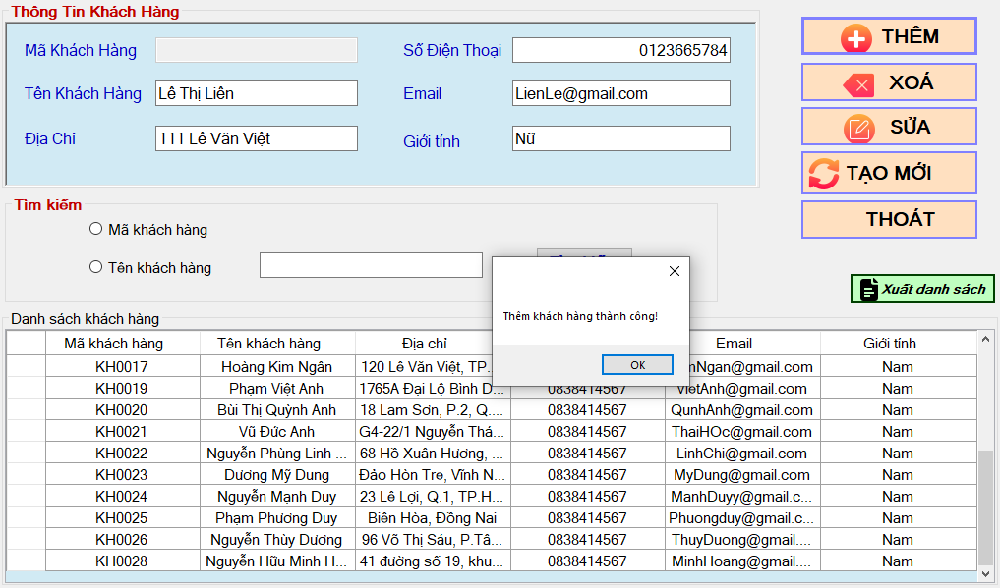 Thông Tin Khách Hàng
Mã Khách Hàng
Số Điện Thoại 0123665784
Tên Khách Hàng Lê Thị Liên
Email LienLe@gmail.com
Địa Chỉ 111 Lê Văn Việt
Giới tính Nữ
THÊM
XOÁ
SỬA
TẠO MỚI
THOÁT
Tìm kiếm
Mã khách hàng
Tên khách hàng
Xuất danh sách
Thêm khách hàng thành công!
OK
Danh sách khách hàng
Mã khách hàng Tên khách hàng Địa chỉ Email Giới tính
KH0017 Hoàng Kim Ngân 120 Lê Văn Việt, TP. mNgan@gmail.com Nam
KH0019 Phạm Việt Anh 1765A Đại Lộ Bình D... 0838414567 VietAnh@gmail.com Nam
KH0020 Bùi Thị Quỳnh Anh 18 Lam Sơn, P.2, Q.... 0838414567 QunhAnh@gmail.com Nam
KH0021 Vũ Đức Anh G4-22/1 Nguyễn Thá... 0838414567 ThaiHOc@gmail.com Nam
KH0022 Nguyễn Phùng Linh ... 68 Hồ Xuân Hương, ... 0838414567 LinhChi@gmail.com Nam
KH0023 Dương Mỹ Dung Đảo Hòn Tre, Vĩnh N... 0838414567 MyDung@gmail.com Nam
KH0024 Nguyễn Mạnh Duy 23 Lê Lợi, Q.1, TP.H... 0838414567 ManhDuyy@gmail.c... Nam
KH0025 Phạm Phương Duy Biên Hòa, Đồng Nai 0838414567 Phuongduy@gmail.c... Nam
KH0026 Nguyễn Thùy Dương 96 Võ Thị Sáu, P.Tâ... 0838414567 ThuyDuong@gmail.... Nam
KH0028 Nguyễn Hữu Minh H... 41 đường số 19, khu... 0838414567 MinhHoang@gmail.... Nam